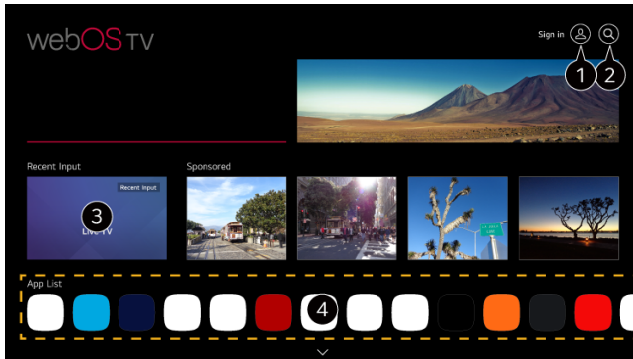 webOS TV
Sign in
1
2
Recent Input
Sponsored
Recent Input
3
LIVE TV
App List
4